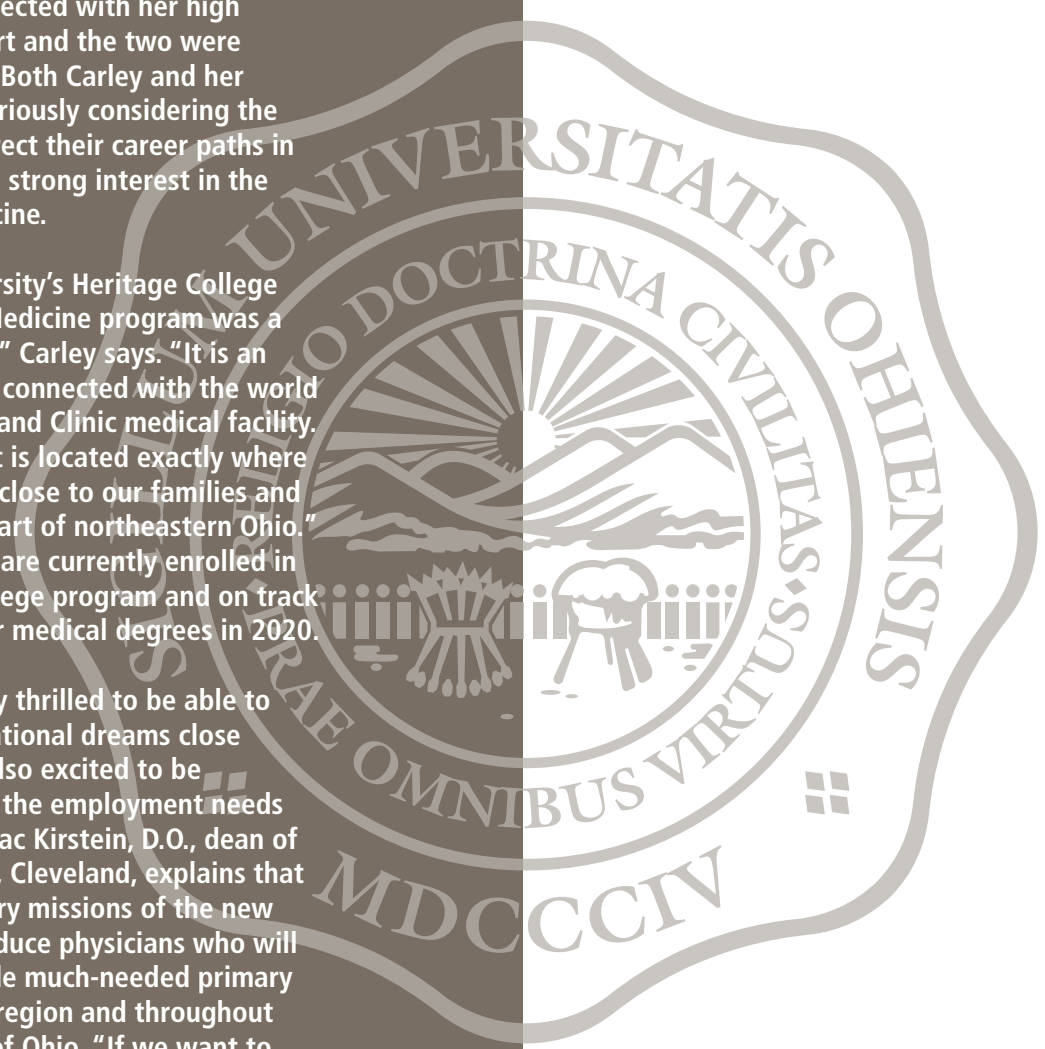 ected with her high
rt and the two were
Both Carley and her
riously considering the
rect their career paths in
strong interest in the
cine.
rsity's Heritage College
Medicine program was a
" Carley says. "It is an
connected with the world
and Clinic medical facility.
t is located exactly where
close to our families and
art of northeastern Ohio."
are currently enrolled in
lege program and on track
r medical degrees in 2020.
y thrilled to be able to
ational dreams close
lso excited to be
the employment needs
ac Kirstein, D.O., dean of
, Cleveland, explains that
ry missions of the new
duce physicians who will
de much-needed primary
region and throughout
of Ohio. "If we want to
SIGILLUM UNIVERSITATIS OHIENSIS
RELIGIO DOCTRINA CIVILITAS
PRAE OMNIBUS VIRTUS
MDCCCIV